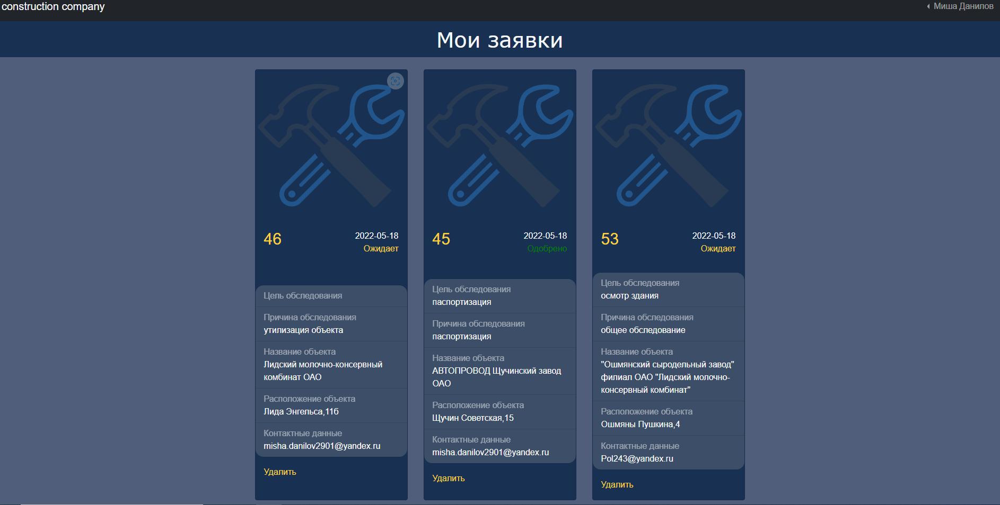 construction company
Миша Данилов
Мои заявки
46
2022-05-18
Ожидает
Цель обследования
Причина обследования
утилизация объекта
Название объекта
Лидский молочно-консервный
комбинат ОАО
Расположение объекта
Лида Энгельса,116
Контактные данные
misha.danilov2901@yandex.ru
Удалить
45
2022-05-18
Одобрено
Цель обследования
паспортизация
Причина обследования
паспортизация
Название объекта
АВТОПРОВОД Щучинский завод
ОАО
Расположение объекта
Щучин Советская,15
Контактные данные
misha.danilov2901@yandex.ru
Удалить
53
2022-05-18
Ожидает
Цель обследования
осмотр здания
Причина обследования
общее обследование
Название объекта
"Ошмянский сыродельный завод"
филиал ОАО "Лидский молочно-
консервный комбинат"
Расположение объекта
Ошмяны Пушкина,4
Контактные данные
Pol243@yandex.ru
Удалить